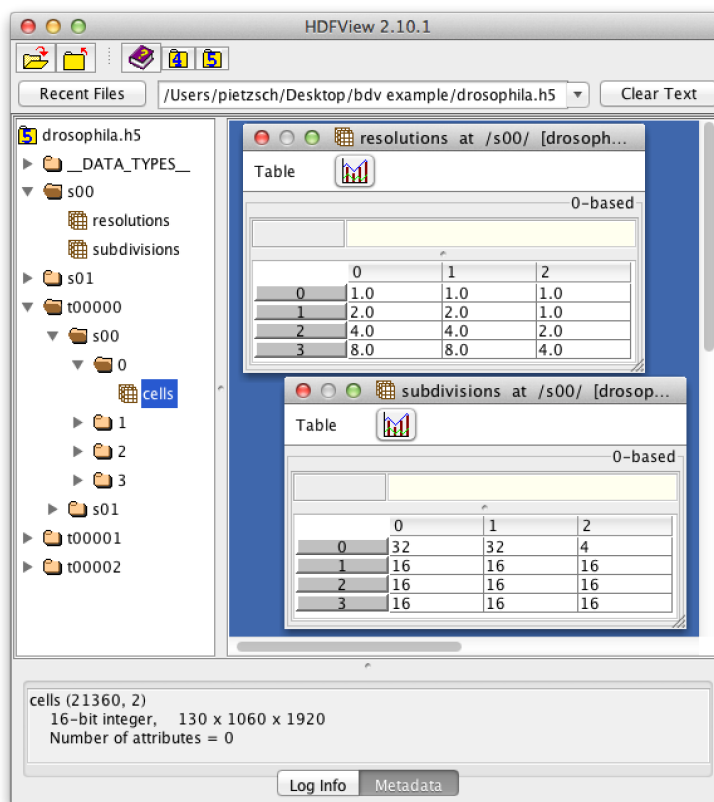 HDFView 2.10.1
4 5
Recent Files /Users/pietzsch/Desktop/bdv example/drosophila.h5 Clear Text
5 drosophila.h5
__DATA_TYPES__
s00
resolutions
subdivisions
s01
t00000
s00
0
cells
1
2
3
s01
t00001
t00002
resolutions at /s00/ [drosoph...
Table
0-based
0 1 2
0 1.0 1.0 1.0
1 2.0 2.0 1.0
2 4.0 4.0 2.0
3 8.0 8.0 4.0
subdivisions at /s00/ [drosop...
Table
0-based
0 1 2
0 32 32 4
1 16 16 16
2 16 16 16
3 16 16 16
cells (21360, 2)
16-bit integer, 130 x 1060 x 1920
Number of attributes = 0
Log Info Metadata